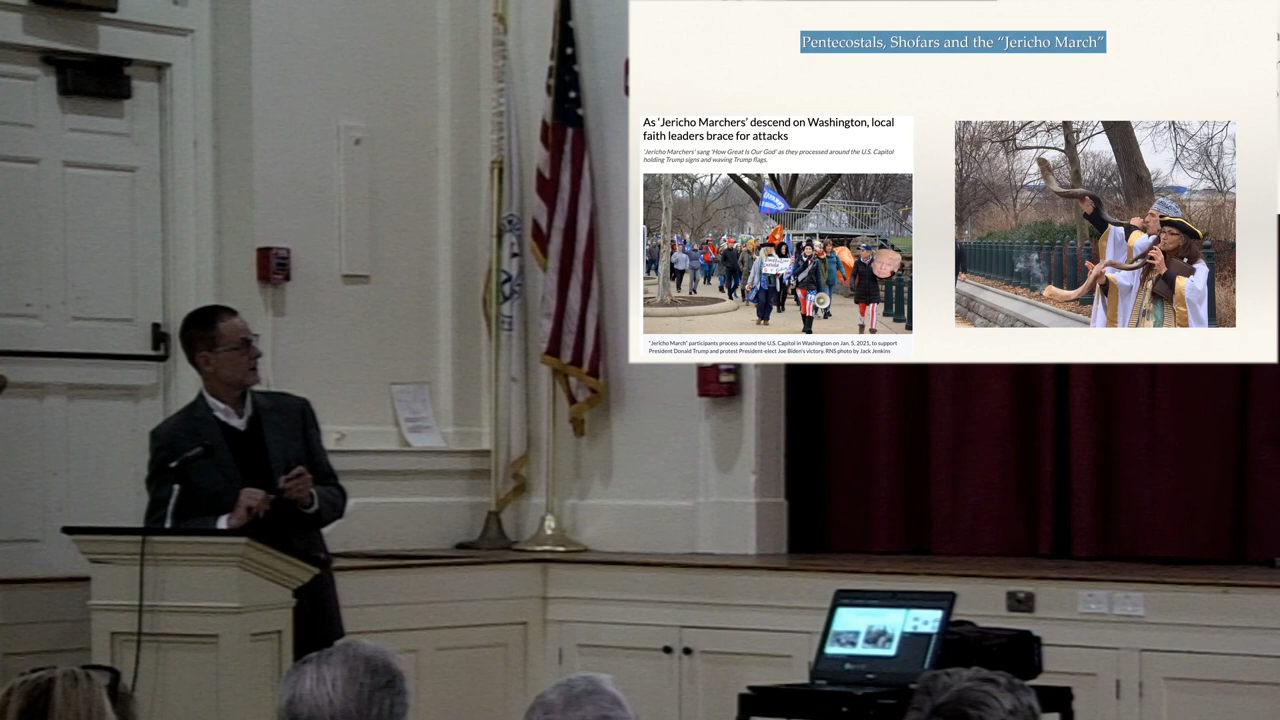 Pentecostals, Shofars and the “Jericho March”
As ‘Jericho Marchers’ descend on Washington, local
faith leaders brace for attacks
‘Jericho Marchers’ sang ‘How Great Is Our God’ as they processed around the U.S. Capitol
holding Trump signs and waving Trump flags.
“Jericho March” participants process around the U.S. Capitol in Washington on Jan. 5, 2021, to support
President Donald Trump and protest President-elect Joe Biden’s victory. RNS photo by Jack Jenkins